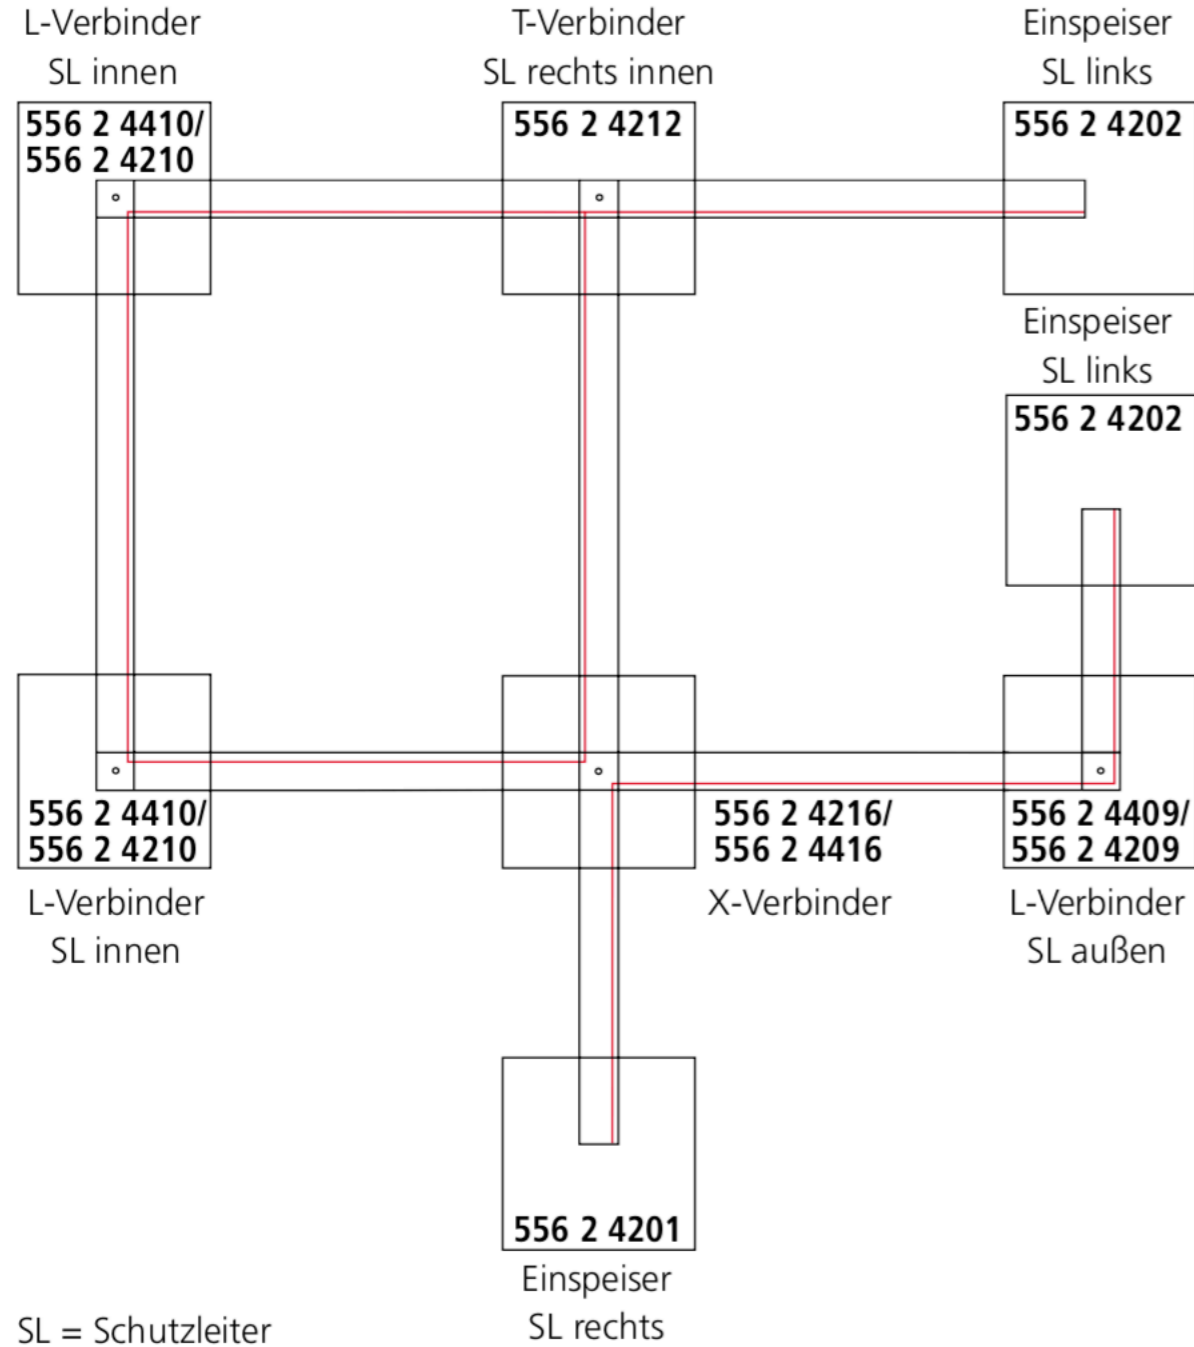 L-Verbinder
SL innen
556 2 4410/
556 2 4210
T-Verbinder
SL rechts innen
556 2 4212
Einspeiser
SL links
556 2 4202
Einspeiser
SL links
556 2 4202
556 2 4410/
556 2 4210
L-Verbinder
SL innen
556 2 4216/
556 2 4416
X-Verbinder
556 2 4409/
556 2 4209
L-Verbinder
SL außen
556 2 4201
Einspeiser
SL rechts
SL = Schutzleiter